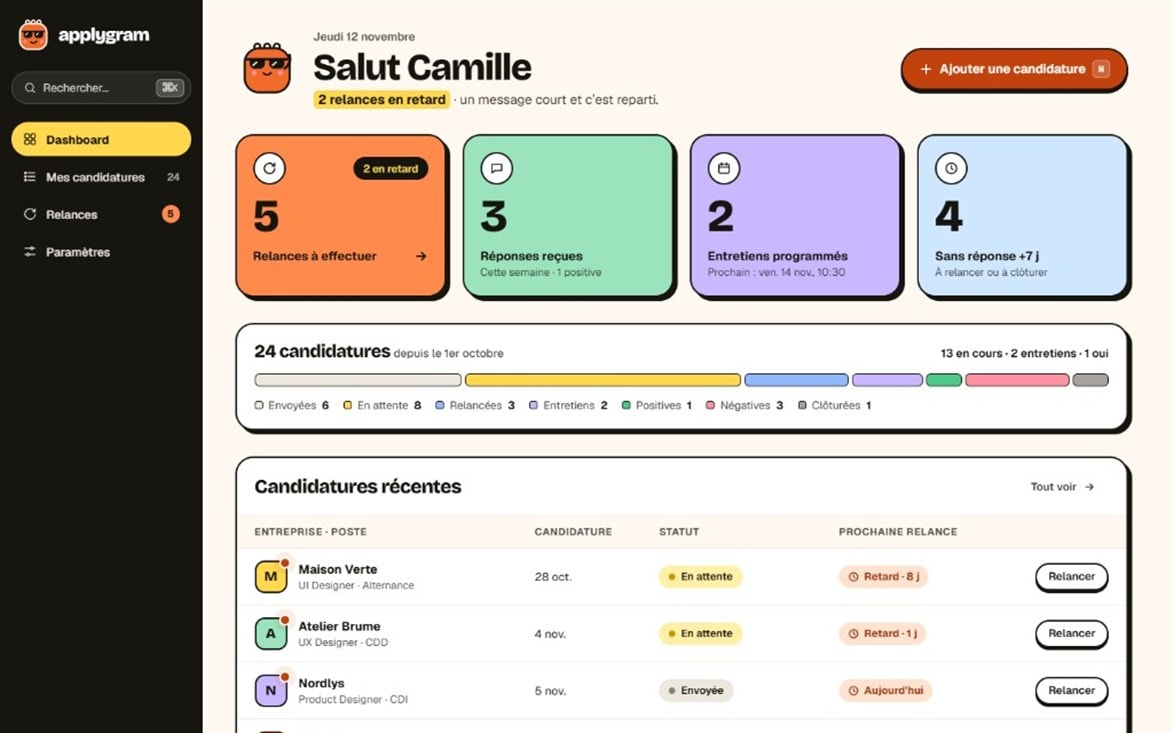 applygram
Rechercher...
⌘K
Dashboard
Mes candidatures 24
Relances 5
Paramètres
Jeudi 12 novembre
Salut Camille
2 relances en retard · un message court et c'est reparti.
+ Ajouter une candidature N
2 en retard
5
Relances à effectuer →
3
Réponses reçues
Cette semaine · 1 positive
2
Entretiens programmés
Prochain : ven. 14 nov., 10:30
4
Sans réponse +7 j
À relancer ou à clôturer
24 candidatures depuis le 1er octobre
13 en cours · 2 entretiens · 1 oui
Envoyées 6 En attente 8 Relancées 3 Entretiens 2 Positives 1 Négatives 3 Clôturées 1
Candidatures récentes
Tout voir →
ENTREPRISE · POSTE CANDIDATURE STATUT PROCHAINE RELANCE
M Maison Verte
UI Designer · Alternance
28 oct. En attente Retard · 8 j Relancer
A Atelier Brume
UX Designer · CDD
4 nov. En attente Retard · 1 j Relancer
N Nordlys
Product Designer · CDI
5 nov. Envoyée Aujourd'hui Relancer